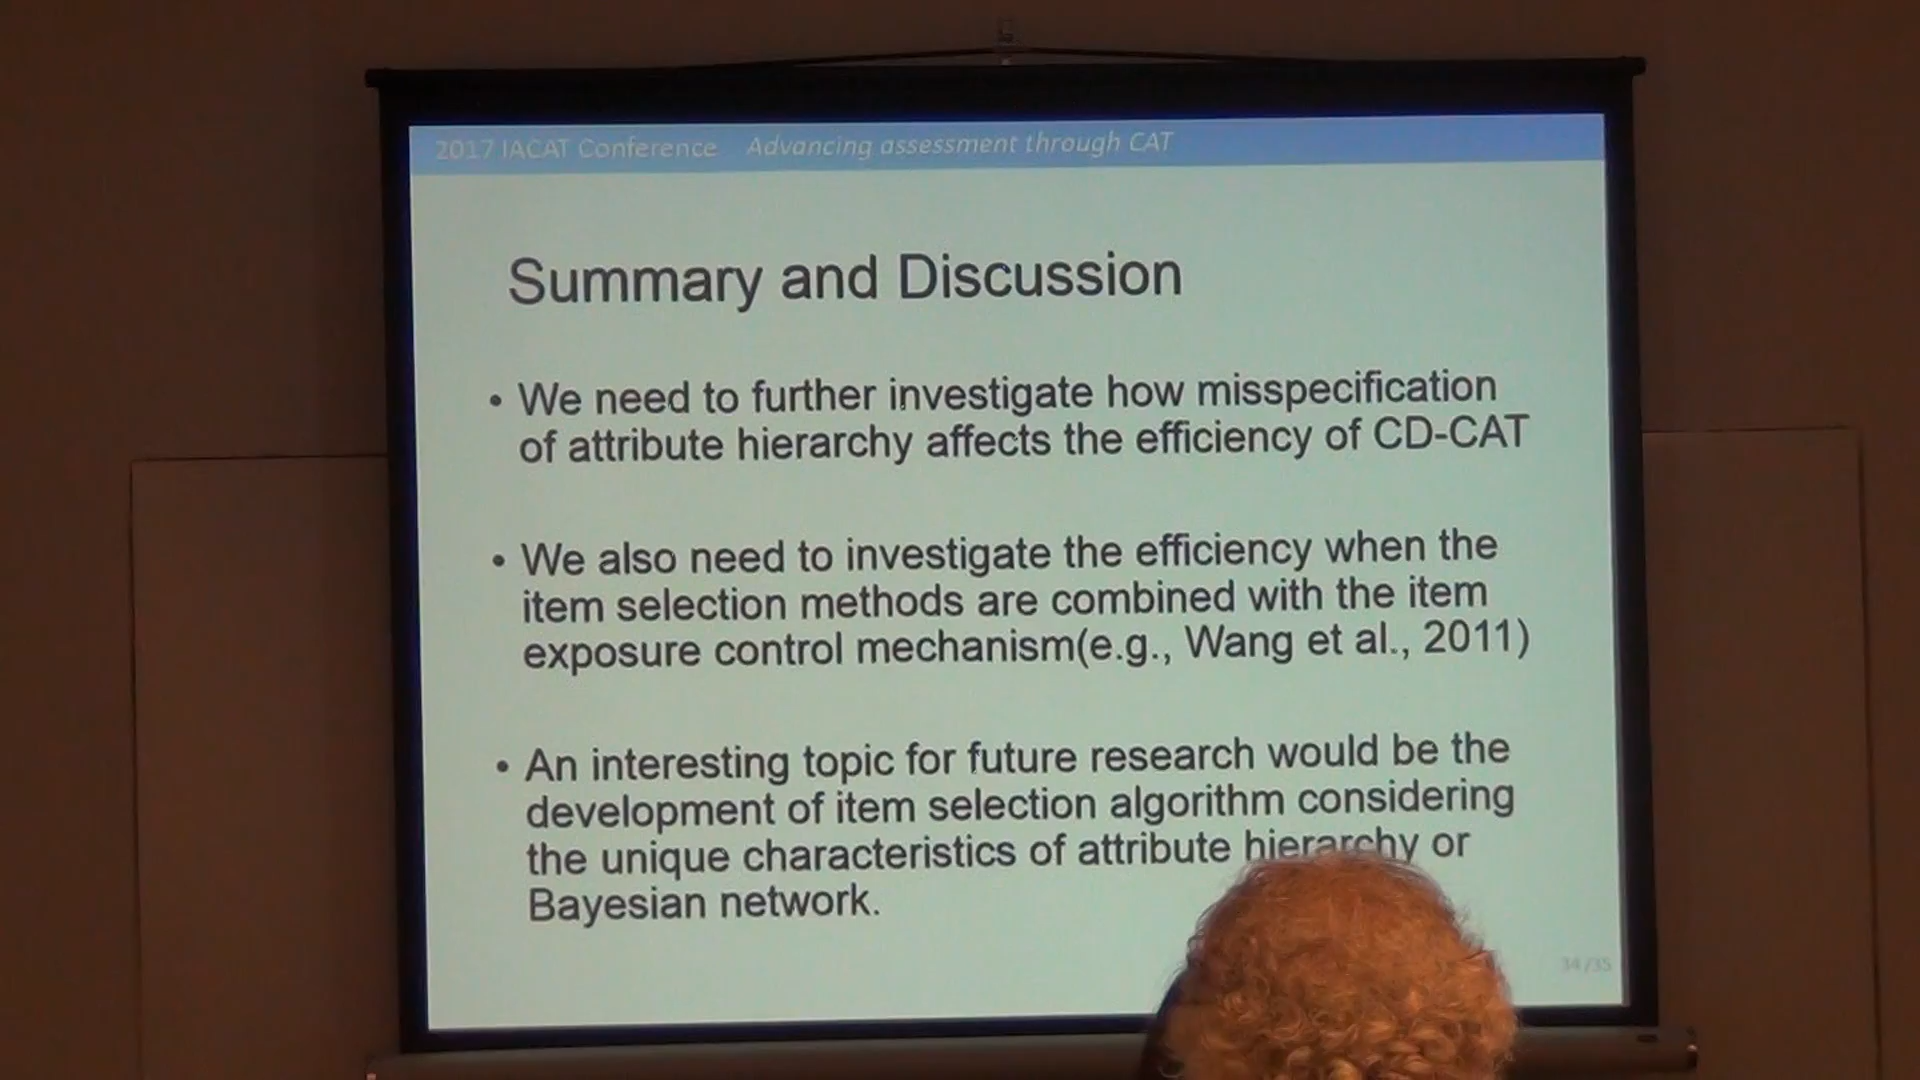 2017 IACAT Conference Advancing assessment through CAT
Summary and Discussion
• We need to further investigate how misspecification
of attribute hierarchy affects the efficiency of CD-CAT
• We also need to investigate the efficiency when the
item selection methods are combined with the item
exposure control mechanism(e.g., Wang et al., 2011)
• An interesting topic for future research would be the
development of item selection algorithm considering
the unique characteristics of attribute hierarchy or
Bayesian network.
34/35